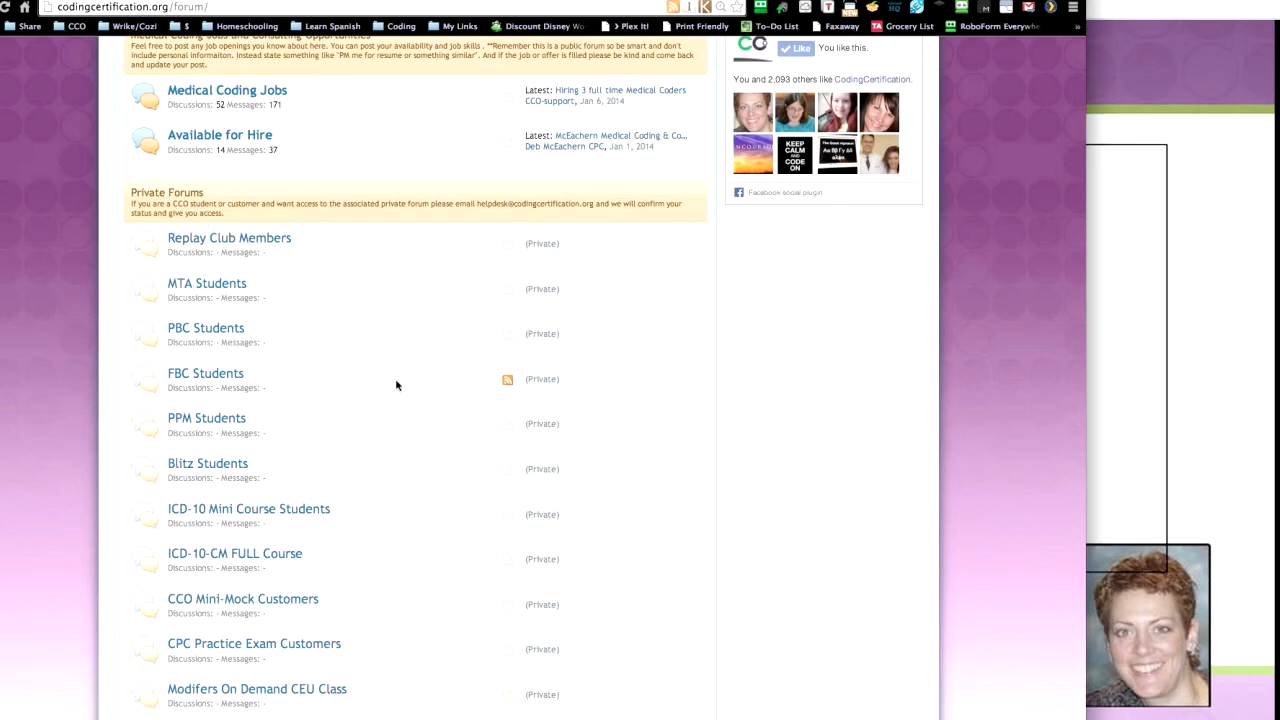 codingcertification.org/forum/
Share CCO Wrike/Cozi $ Homeschool Learn Spanish Coding Linkedin Discount Disney Wo > Plex It! Print Friendly To-Do List Faxaway Grocery List RoboForm Everywhe »
Medical Coding Jobs and Consulting Opportunities
Feel free to post any job openings you know about here. You can post your availability and job skills . **Remember this is a public forum so be smart and don't
include personal informaiton. Instead state something like "PM me for resume or something similar". And if the job or offer is filled please be kind and come back
and update your post.
Medical Coding Jobs
Discussions: 52 Messages: 171
Latest: Hiring 3 full time Medical Coders
CCO-support, Jan 6, 2014
Available for Hire
Discussions: 14 Messages: 37
Latest: McEachern Medical Coding & Co...
Deb McEachern CPC, Jan 1, 2014
Private Forums
If you are a CCO student or customer and want access to the associated private forum please email helpdesk@codingcertification.org and we will confirm your
status and give you access.
Replay Club Members
Discussions: - Messages: -
(Private)
MTA Students
Discussions: - Messages: -
(Private)
PBC Students
Discussions: - Messages: -
(Private)
FBC Students
Discussions: - Messages: -
(Private)
PPM Students
Discussions: - Messages: -
(Private)
Blitz Students
Discussions: - Messages: -
(Private)
ICD-10 Mini Course Students
Discussions: - Messages: -
(Private)
ICD-10-CM FULL Course
Discussions: - Messages: -
(Private)
CCO Mini-Mock Customers
Discussions: - Messages: -
(Private)
CPC Practice Exam Customers
Discussions: - Messages: -
(Private)
Modifers On Demand CEU Class
Discussions: - Messages: -
(Private)
Like You like this.
You and 2,093 others like CodingCertification.
KEEP
CALM
AND
CODE
ON
Facebook social plugin